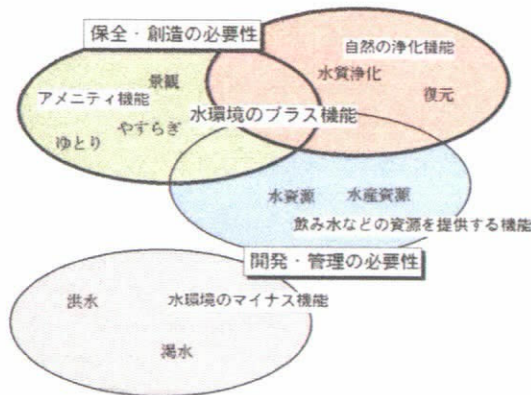 保全・創造の必要性
自然の浄化機能
水質浄化
復元
景観
アメニティ機能
やすらぎ
ゆとり
水環境のプラス機能
水資源
水産資源
飲み水などの資源を提供する機能
開発・管理の必要性
洪水
水環境のマイナス機能
渇水